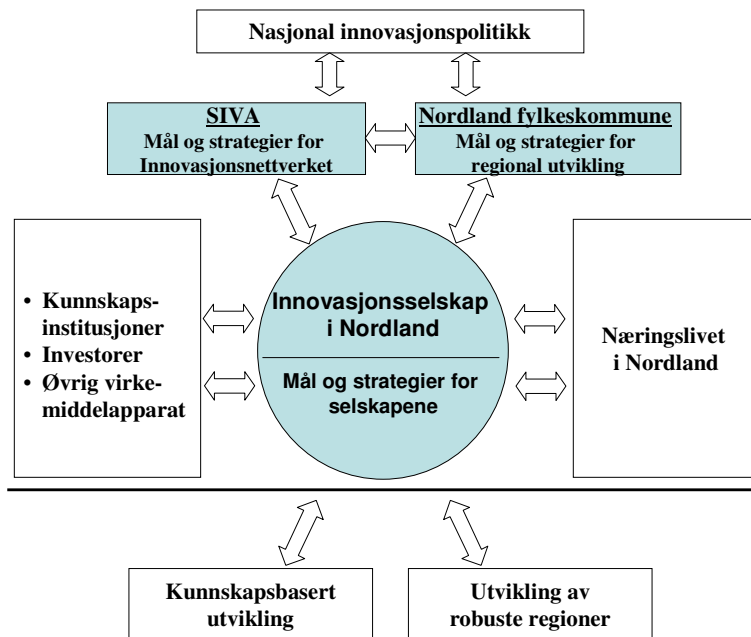 Nasjonal innovasjonspolitikk
SIVA
Mål og strategier for
Innovasjonsnettverket
Nordland fylkeskommune
Mål og strategier for
regional utvikling
• Kunnskaps-
institusjoner
• Investorer
• Øvrig virke-
middelapparat
Innovasjonsselskap
i Nordland
Mål og strategier for
selskapene
Næringslivet
i Nordland
Kunnskapsbasert
utvikling
Utvikling av
robuste regioner